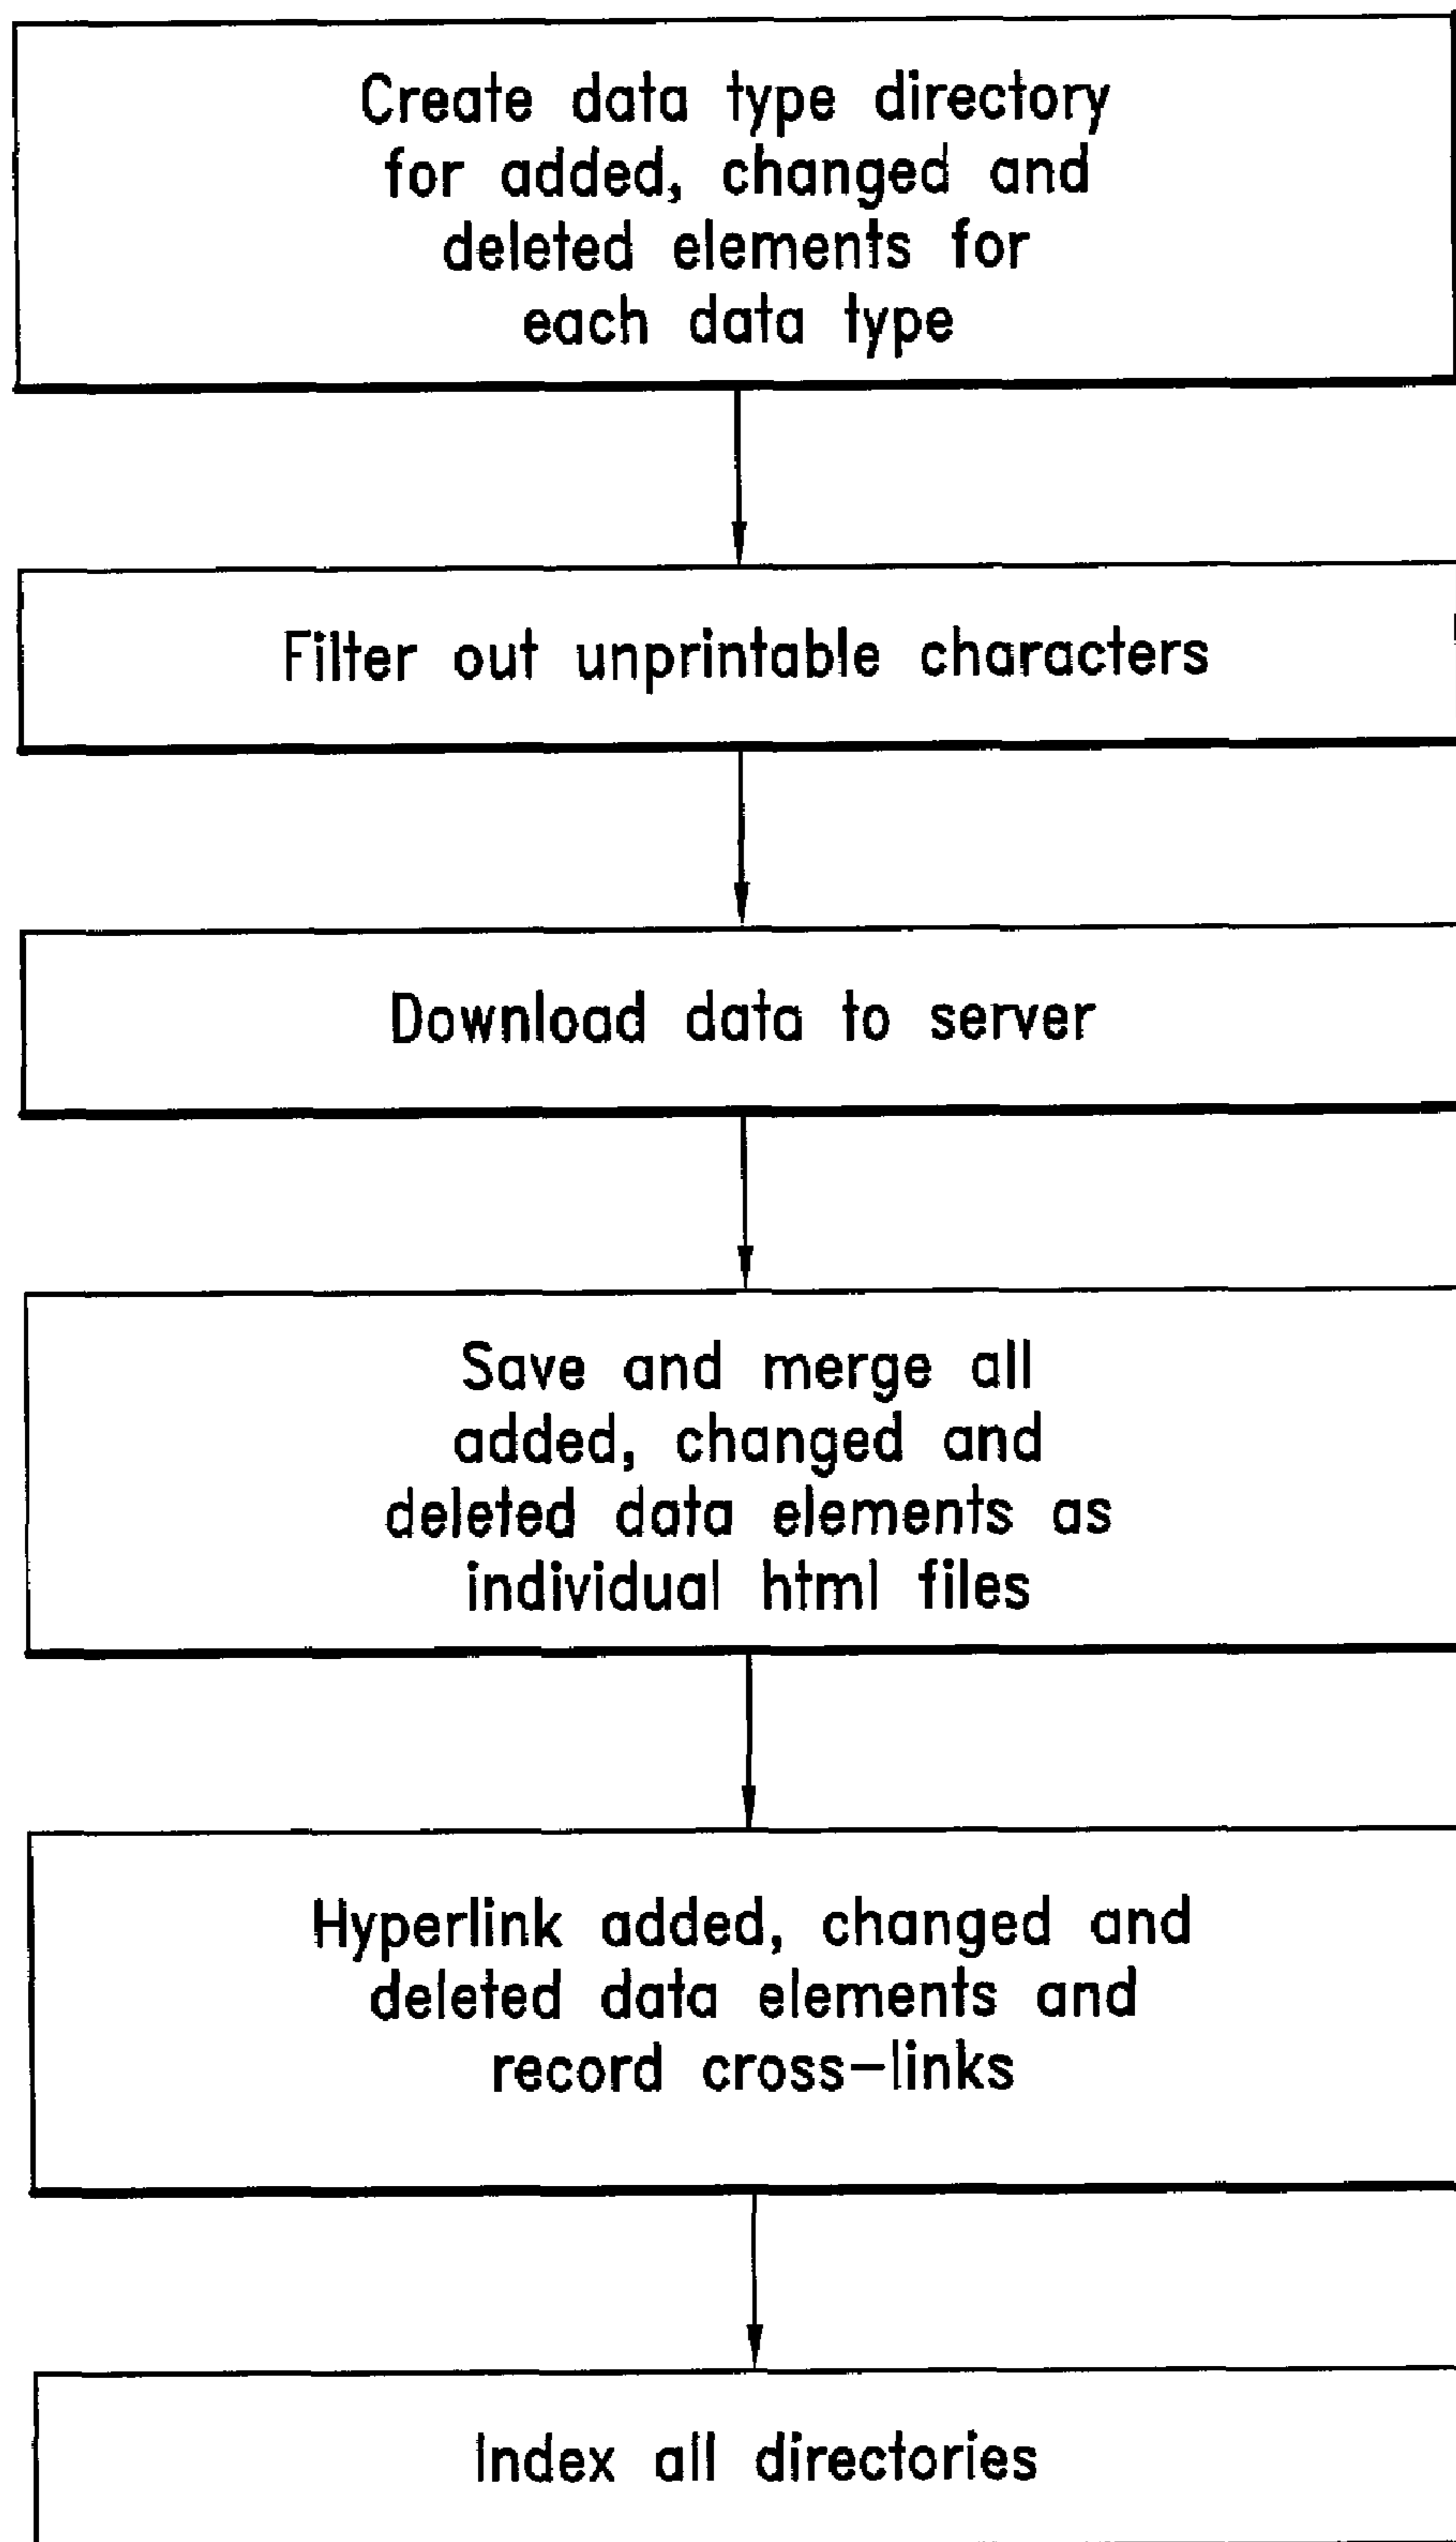 Create data type directory
for added, changed and
deleted elements for
each data type
Filter out unprintable characters
Download data to server
Save and merge all
added, changed and
deleted data elements as
individual html files
Hyperlink added, changed and
deleted data elements and
record cross-links
Index all directories